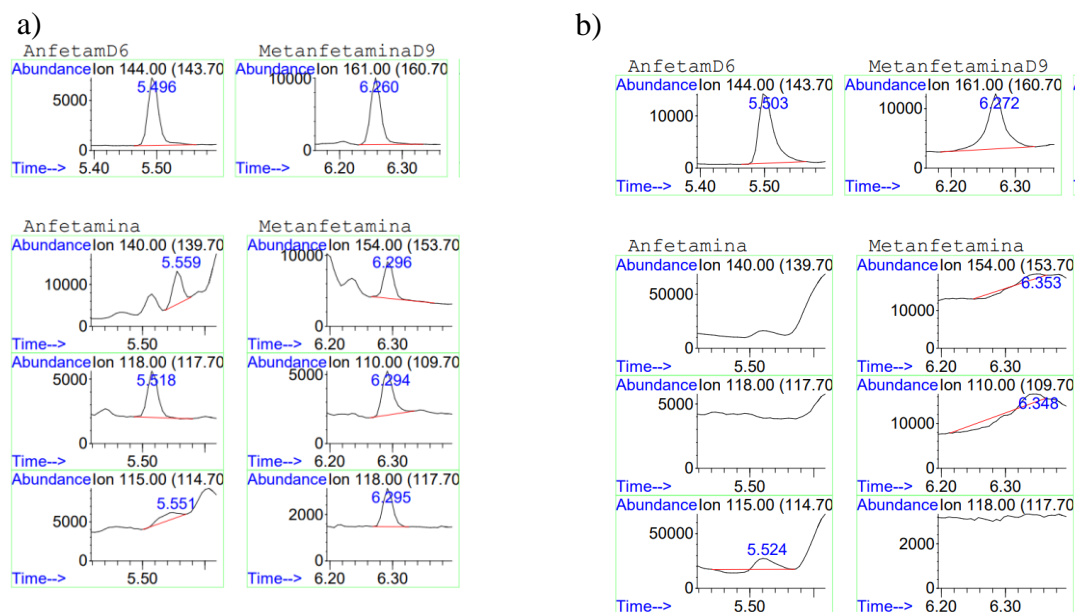 a)
AnfetamD6
Abundance Ion 144.00 (143.70
5.496
5000
0
5.40 5.50
Time-->
MetanfetaminaD9
Abundance Ion 161.00 (160.70
10000
6.260
0
6.20 6.30
Time-->
Anfetamina
Abundance Ion 140.00 (139.70
5.559
10000
0
5.50
Time-->
Abundance Ion 118.00 (117.70
5000
5.518
0
5.50
Time-->
Abundance Ion 115.00 (114.70
5.551
5000
0
5.50
Time-->
Metanfetamina
Abundance Ion 154.00 (153.70
10000
6.296
5000
0
6.20 6.30
Time-->
Abundance Ion 110.00 (109.70
5000
6.294
0
6.20 6.30
Time-->
Abundance Ion 118.00 (117.70
6.295
2000
0
6.20 6.30
Time-->
b)
AnfetamD6
Abundance Ion 144.00 (143.70
5.503
10000
0
5.40 5.50
Time-->
MetanfetaminaD9
Abundance Ion 161.00 (160.70
10000
6.272
0
6.20 6.30
Time-->
Anfetamina
Abundance Ion 140.00 (139.70
50000
0
5.50
Time-->
Abundance Ion 118.00 (117.70
5000
0
5.50
Time-->
Abundance Ion 115.00 (114.70
50000
5.524
0
5.50
Time-->
Metanfetamina
Abundance Ion 154.00 (153.70
6.353
10000
0
6.20 6.30
Time-->
Abundance Ion 110.00 (109.70
6.348
10000
0
6.20 6.30
Time-->
Abundance Ion 118.00 (117.70
2000
0
6.20 6.30
Time-->